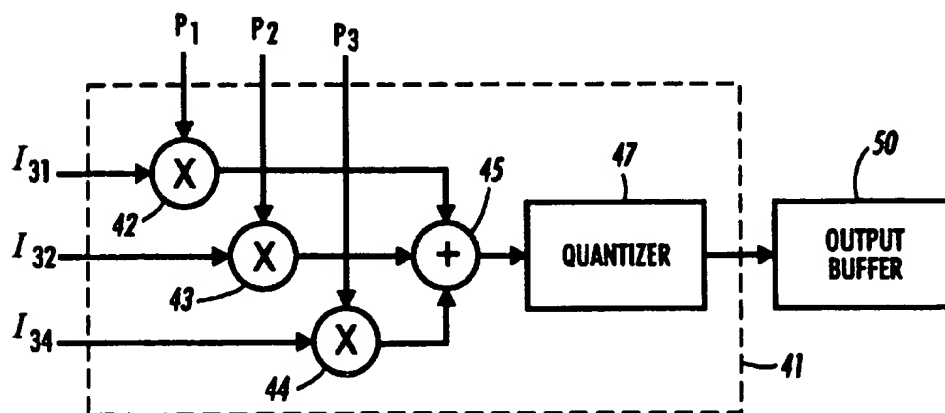 P1 P2 P3
I31 X 42
45
47
50
I32 X 43
+
QUANTIZER
OUTPUT
BUFFER
I34 X 44
41